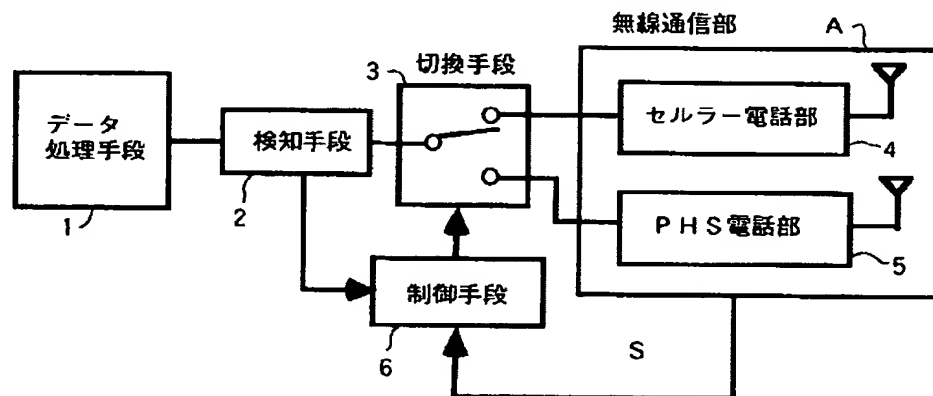 無線通信部
A
3
切換手段
データ
処理手段
検知手段
セルラー電話部
4
1
2
PHS電話部
5
制御手段
6
S